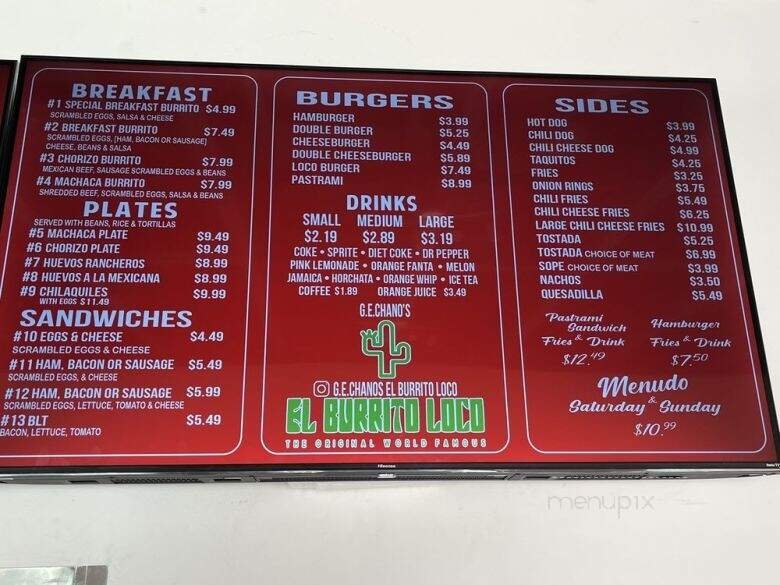 BREAKFAST
#1 SPECIAL BREAKFAST BURRITO $4.99
SCRAMBLED EGGS, SALSA & CHEESE
#2 BREAKFAST BURRITO $7.49
SCRAMBLED EGGS, [HAM, BACON OR SAUSAGE]
CHEESE, BEANS & SALSA
#3 CHORIZO BURRITO $7.99
MEXICAN BEEF, SAUSAGE SCRAMBLED EGGS & BEANS
#4 MACHACA BURRITO $7.99
SHREDDED BEEF, SCRAMBLED EGGS, SALSA & BEANS
PLATES
SERVED WITH BEANS, RICE & TORTILLAS
#5 MACHACA PLATE $9.49
#6 CHORIZO PLATE $9.49
#7 HUEVOS RANCHEROS $8.99
#8 HUEVOS A LA MEXICANA $8.99
#9 CHILAQUILES $9.99
WITH EGGS $11.49
SANDWICHES
#10 EGGS & CHEESE $4.49
SCRAMBLED EGGS & CHEESE
#11 HAM, BACON OR SAUSAGE $5.49
SCRAMBLED EGGS, & CHEESE
#12 HAM, BACON OR SAUSAGE $5.99
SCRAMBLED EGGS, LETTUCE, TOMATO & CHEESE
#13 BLT $5.49
BACON, LETTUCE, TOMATO
BURGERS
HAMBURGER $3.99
DOUBLE BURGER $5.25
CHEESEBURGER $4.49
DOUBLE CHEESEBURGER $5.89
LOCO BURGER $7.49
PASTRAMI $8.99
DRINKS
SMALL MEDIUM LARGE
$2.19 $2.89 $3.19
COKE • SPRITE • DIET COKE • DR PEPPER
PINK LEMONADE • ORANGE FANTA • MELON
JAMAICA • HORCHATA • ORANGE WHIP • ICE TEA
COFFEE $1.89 ORANGE JUICE $3.49
G.E.CHANO'S
G.E.CHANOS EL BURRITO LOCO
EL BURRITO LOCO
THE ORIGINAL WORLD FAMOUS
SIDES
HOT DOG $3.99
CHILI DOG $4.25
CHILI CHEESE DOG $4.99
TAQUITOS $4.25
FRIES $3.25
ONION RINGS $3.75
CHILI FRIES $5.49
CHILI CHEESE FRIES $6.25
LARGE CHILI CHEESE FRIES $10.99
TOSTADA $5.25
TOSTADA CHOICE OF MEAT $6.99
SOPE CHOICE OF MEAT $3.99
NACHOS $3.50
QUESADILLA $5.49
Pastrami
Sandwich
Fries & Drink
$12.49
Hamburger
Fries & Drink
$7.50
Menudo
Saturday & Sunday
$10.99
Hisense
Roku TV
menupix